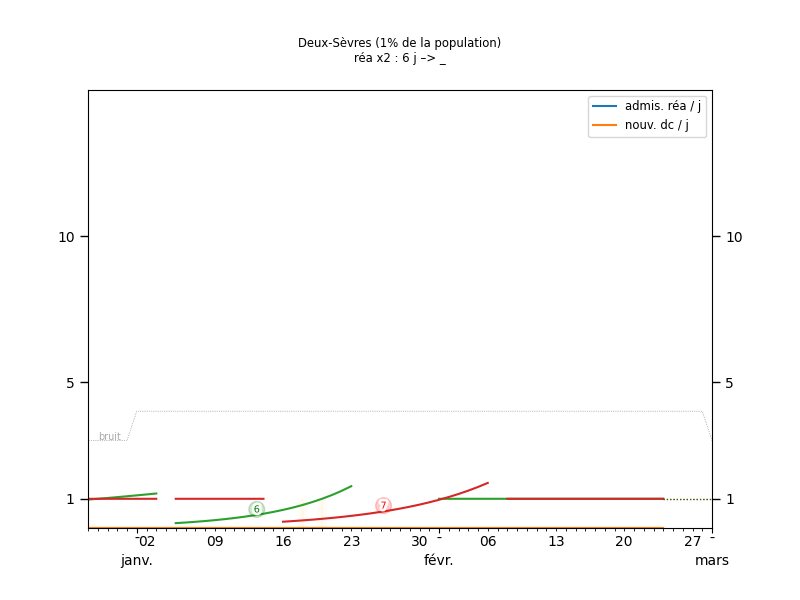 Deux-Sèvres (1% de la population)
réa x2 : 6 j –> _
admis. réa / j
nouv. dc / j
10
10
5
5
bruit
6
7
1
1
02
09
16
23
30
06
13
20
27
janv.
févr.
mars